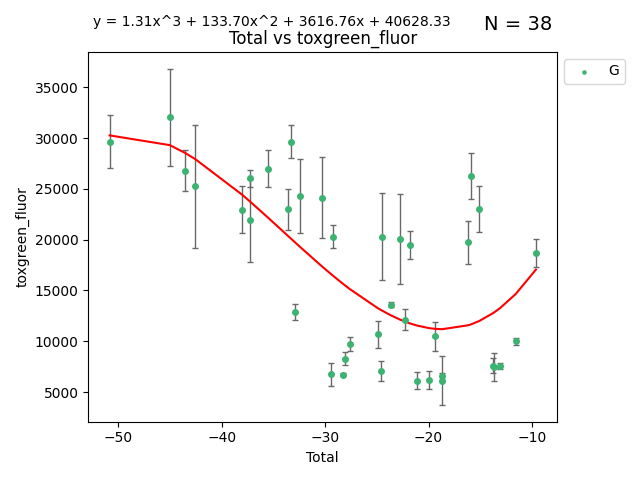 y = 1.31x^3 + 133.70x^2 + 3616.76x + 40628.33
N = 38
Total vs toxgreen_fluor
G
35000
30000
25000
20000
15000
10000
5000
toxgreen_fluor
−50
−40
−30
−20
−10
Total